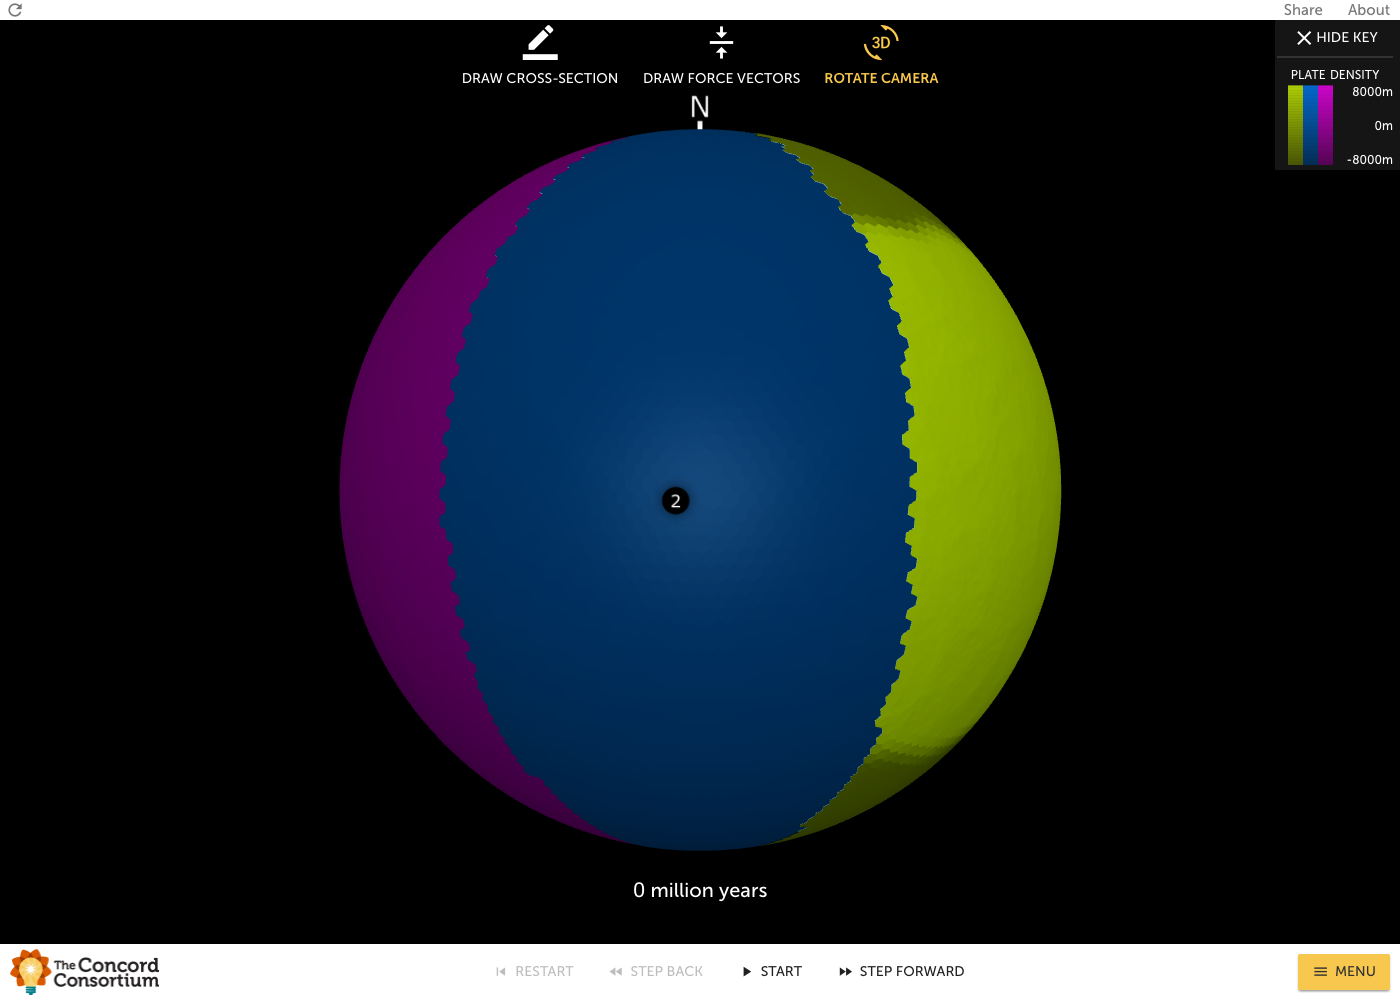 Share About
DRAW CROSS-SECTION DRAW FORCE VECTORS 3D ROTATE CAMERA
HIDE KEY
PLATE DENSITY
8000m
0m
-8000m
N
2
0 million years
The Concord Consortium
RESTART STEP BACK START STEP FORWARD MENU